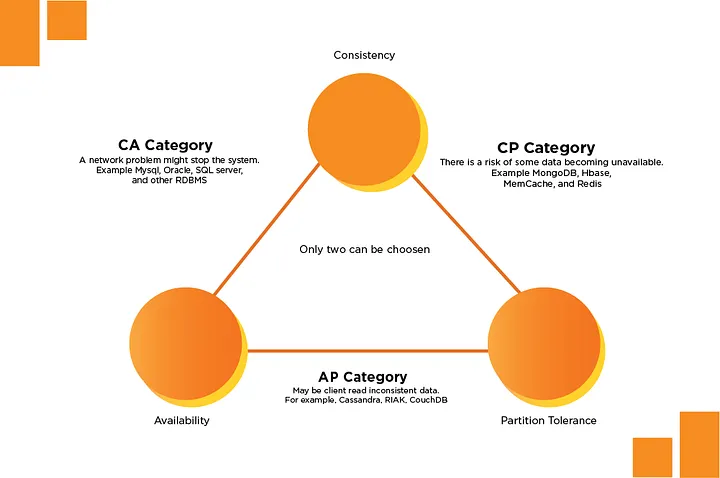 Consistency
CA Category
A network problem might stop the system.
Example Mysql, Oracle, SQL server,
and other RDBMS
CP Category
There is a risk of some data becoming unavailable.
Example MongoDB, Hbase,
MemCache, and Redis
Only two can be choosen
AP Category
May be client read inconsistent data.
For example, Cassandra, RIAK, CouchDB
Availability
Partition Tolerance